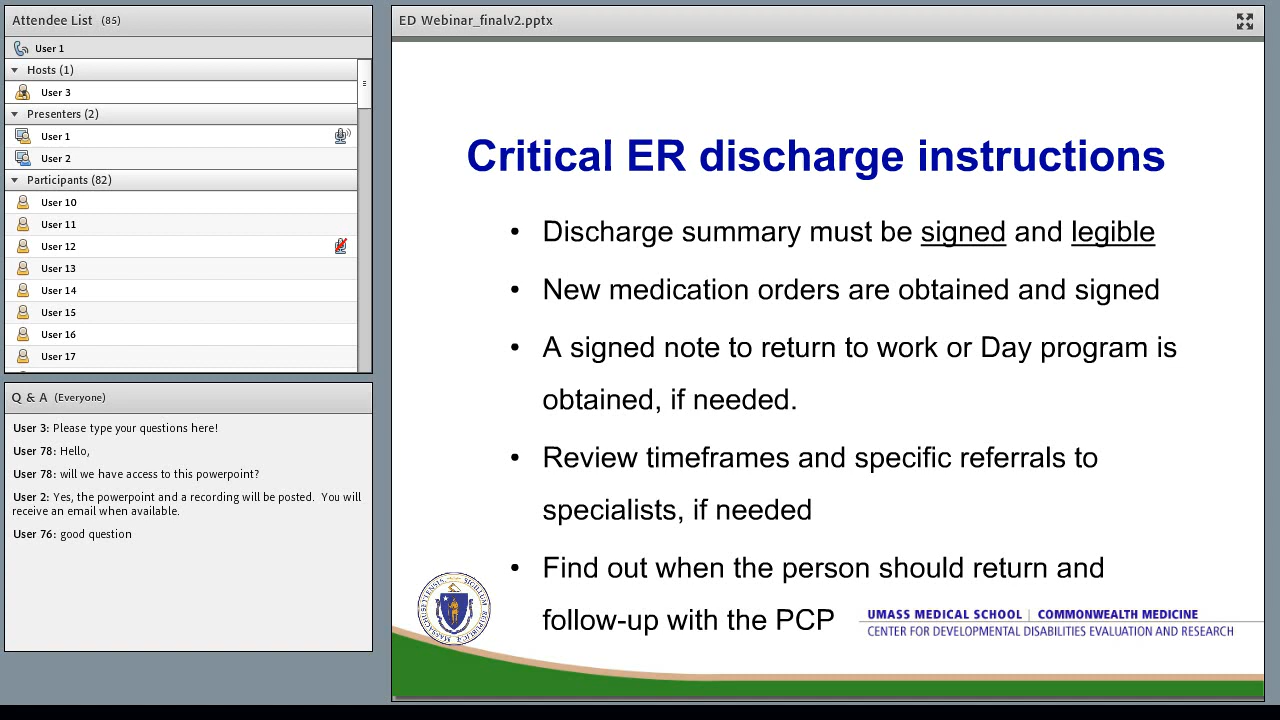 Attendee List (85)
User 1
Hosts (1)
User 3
Presenters (2)
User 1
User 2
Participants (82)
User 10
User 11
User 12
User 13
User 14
User 15
User 16
User 17
Q & A (Everyone)
User 3: Please type your questions here!
User 78: Hello,
User 78: will we have access to this powerpoint?
User 2: Yes, the powerpoint and a recording will be posted. You will
receive an email when available.
User 76: good question
ED Webinar_finalv2.pptx
Critical ER discharge instructions
• Discharge summary must be signed and legible
• New medication orders are obtained and signed
• A signed note to return to work or Day program is
obtained, if needed.
• Review timeframes and specific referrals to
specialists, if needed
• Find out when the person should return and
follow-up with the PCP
UMASS MEDICAL SCHOOL | COMMONWEALTH MEDICINE
CENTER FOR DEVELOPMENTAL DISABILITIES EVALUATION AND RESEARCH